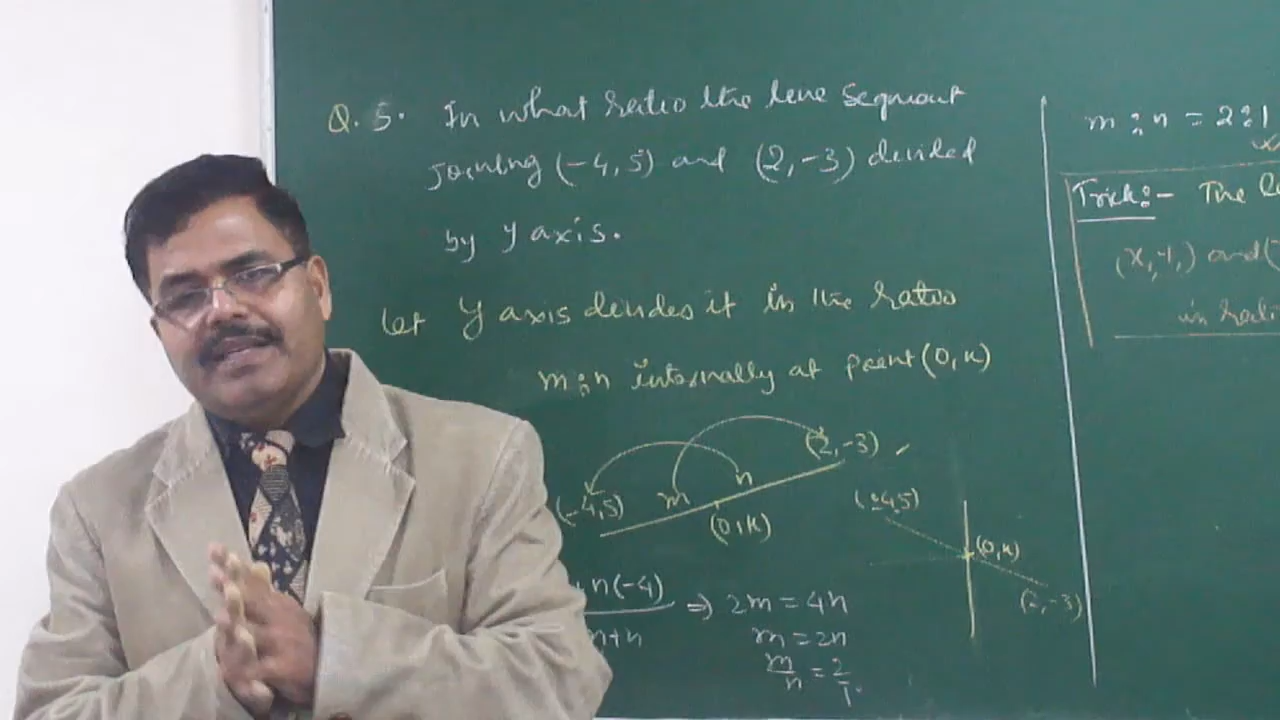 Q. 5. In what ratio the line segment
joining (-4, 5) and (2, -3) divided
by y axis.
Let y axis divides it in the ratio
m:n internally at point (0, k)
(2, -3)
(-4, 5) m n
(0, k)
n(-4)
m+n
⇒ 2m = 4n
m = 2n
m/n = 2/1.
(-4, 5)
(0, k)
(2, -3)
m:n = 2:1
Trick:- The
(x₁, y₁) and
in